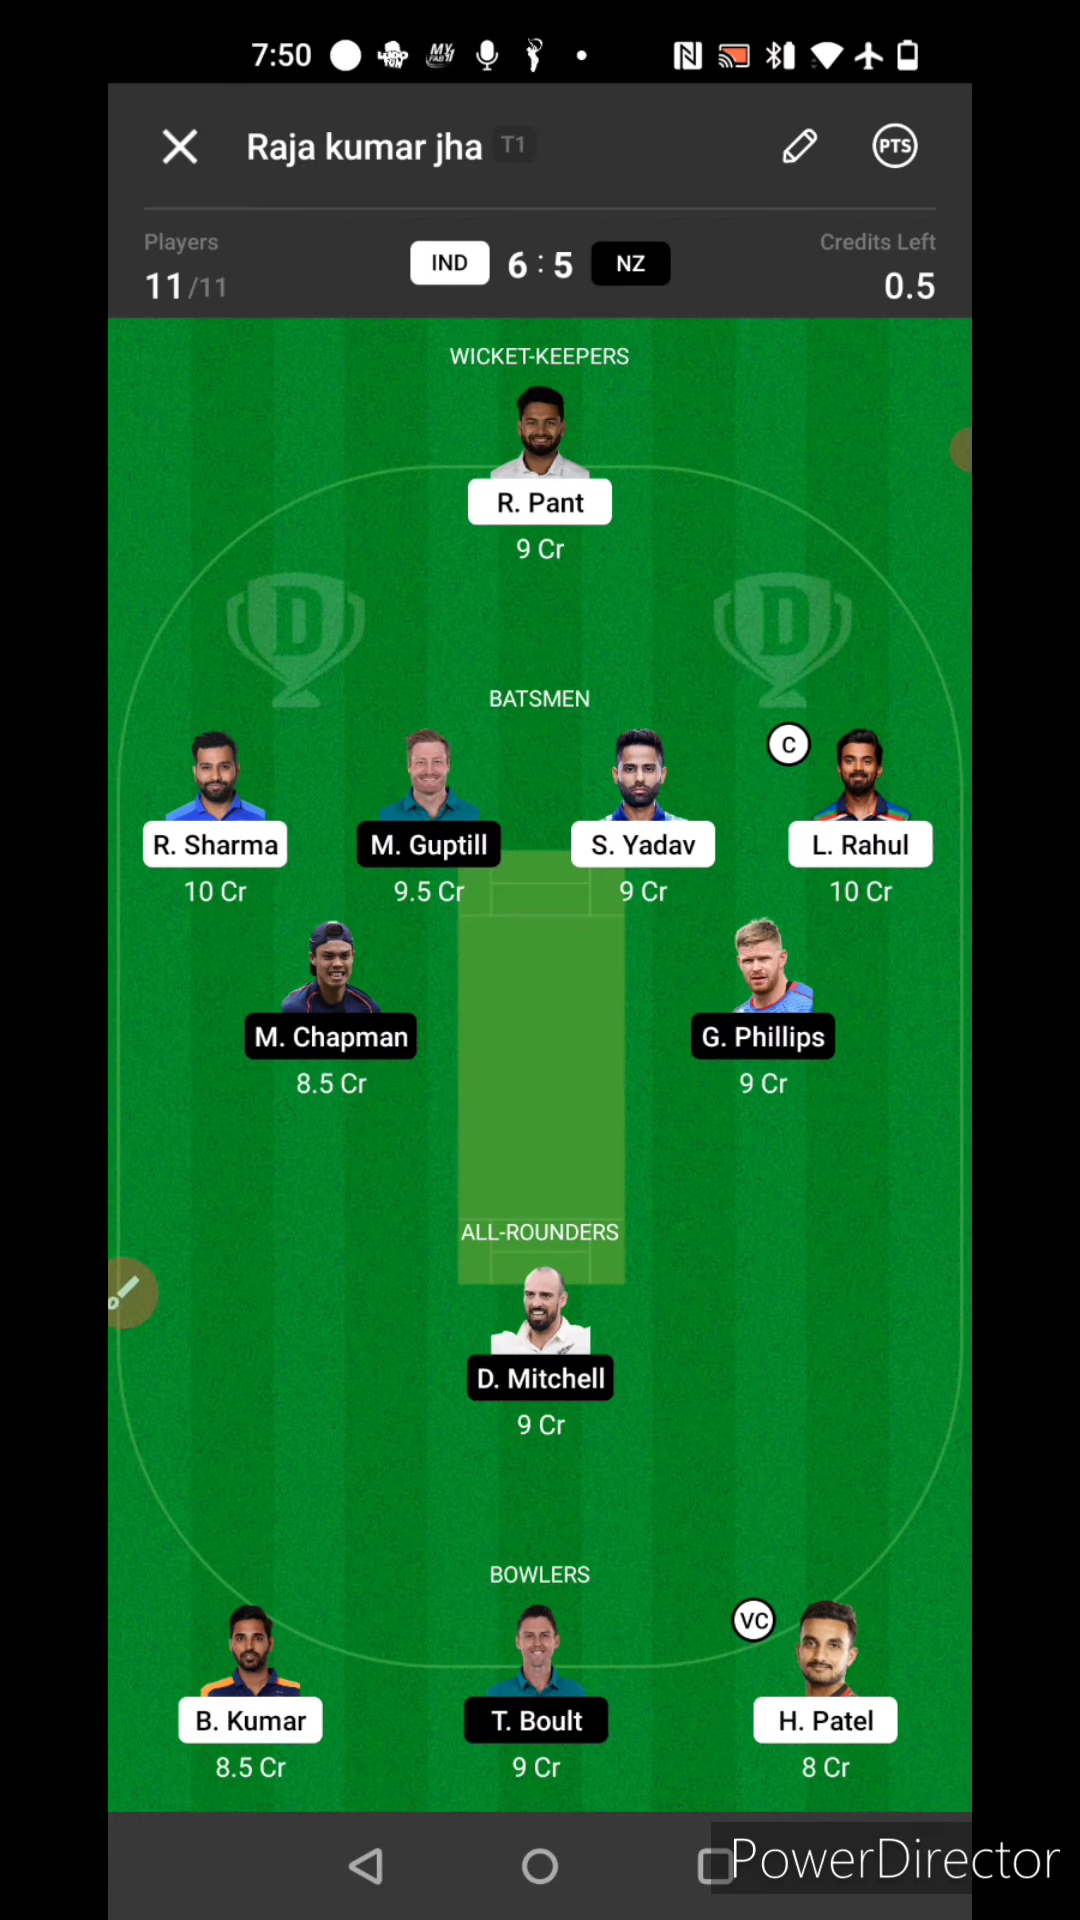 7:50
Raja kumar jha T1
PTS
Players
Credits Left
11/11
IND 6 : 5 NZ
0.5
WICKET-KEEPERS
R. Pant
9 Cr
D D
BATSMEN
C
R. Sharma M. Guptill S. Yadav L. Rahul
10 Cr 9.5 Cr 9 Cr 10 Cr
M. Chapman G. Phillips
8.5 Cr 9 Cr
ALL-ROUNDERS
D. Mitchell
9 Cr
BOWLERS
VC
B. Kumar T. Boult H. Patel
8.5 Cr 9 Cr 8 Cr
PowerDirector